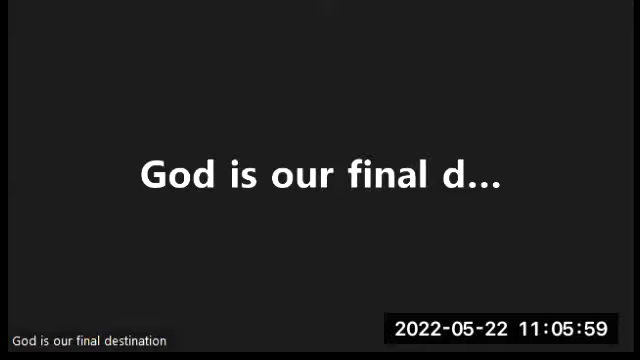 God is our final d...
God is our final destination
2022-05-22 11:05:59